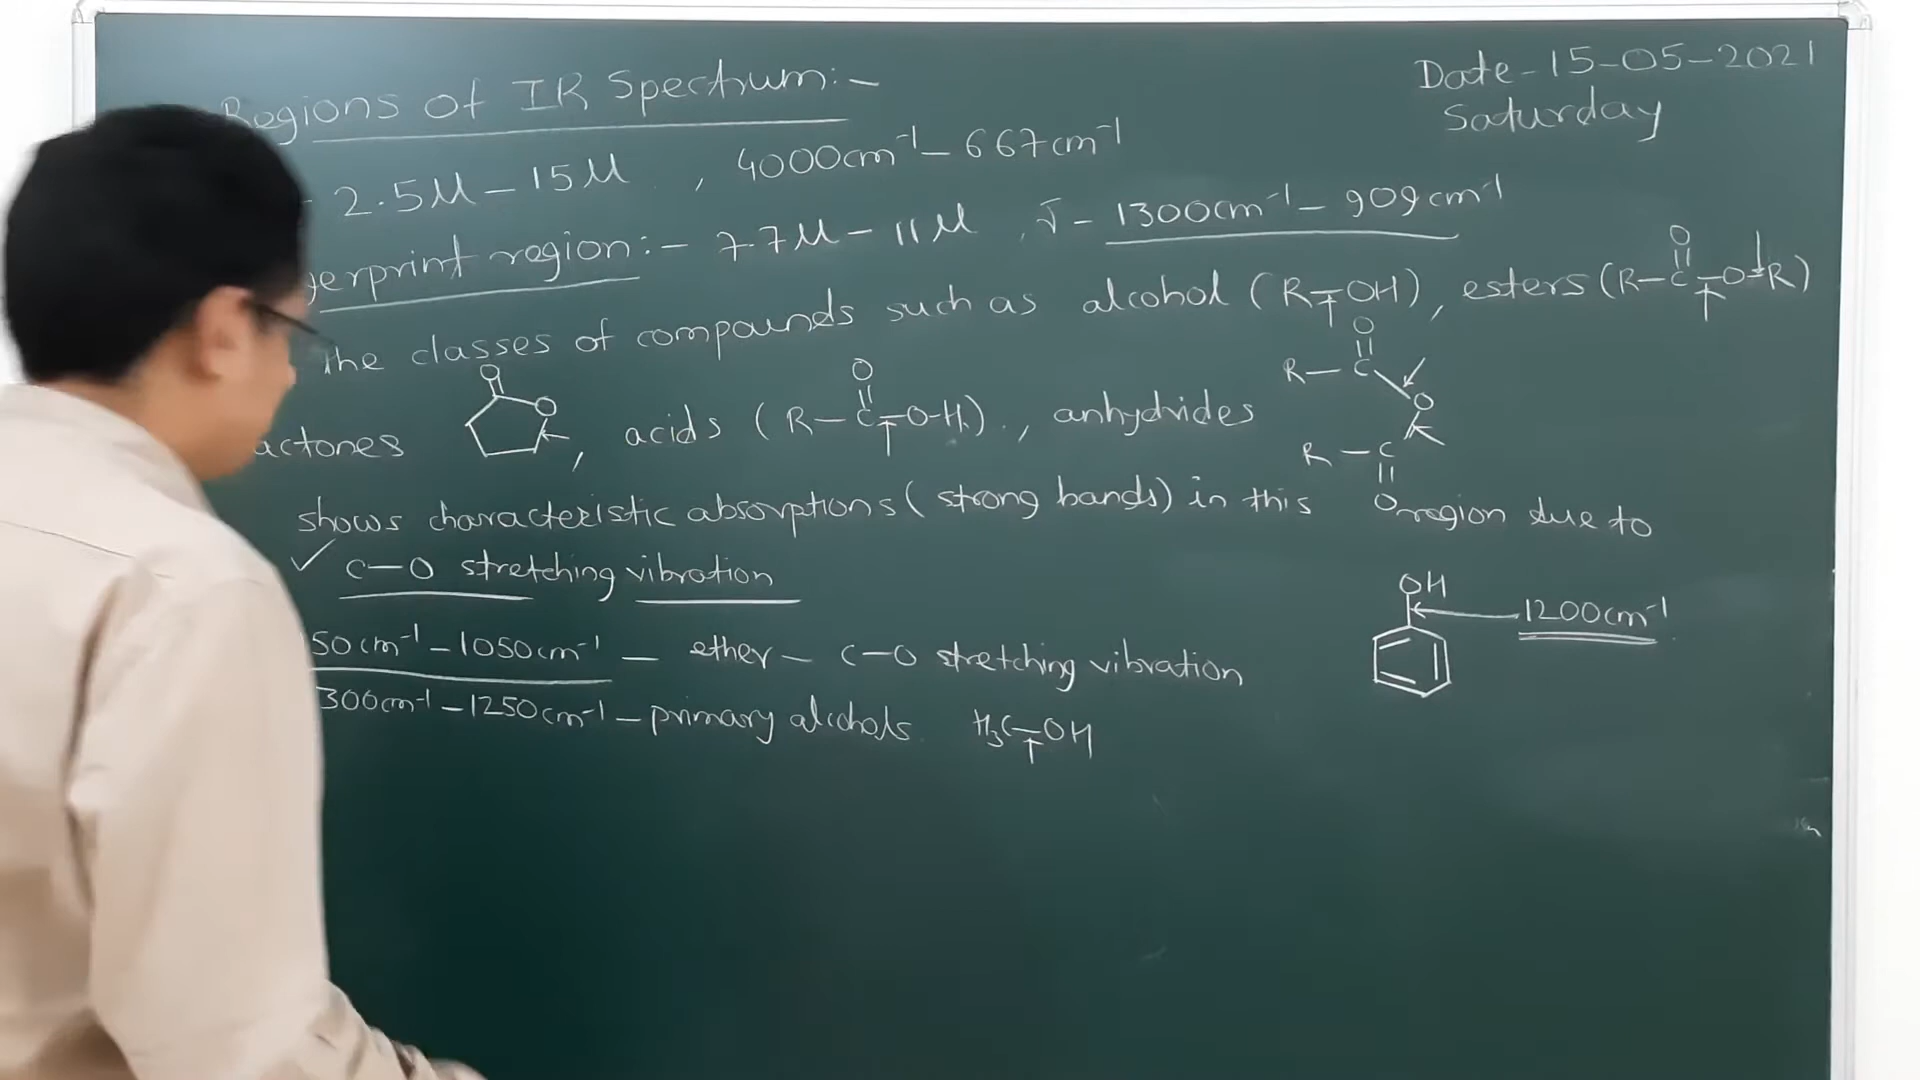 Regions of IR Spectrum:-
Date-15-05-2021
Saturday
- 2.5μ-15μ , 4000cm⁻¹-667cm⁻¹
gerprint region:- 7.7μ-11μ, ῡ- 1300cm⁻¹-909cm⁻¹
The classes of compounds such as alcohol (R-OH), esters (R-C-O-R)
O
actones
O
O
, acids (R-C-O-H)., anhydrides
O
R-C
O
O
R-C
O
shows characteristic absorptions (strong bands) in this region due to
✓ C-O stretching vibration
OH
1200cm⁻¹
50cm⁻¹-1050cm⁻¹ - ether- C-O stretching vibration
300cm⁻¹-1250cm⁻¹-primary alcohols H₃C-OH